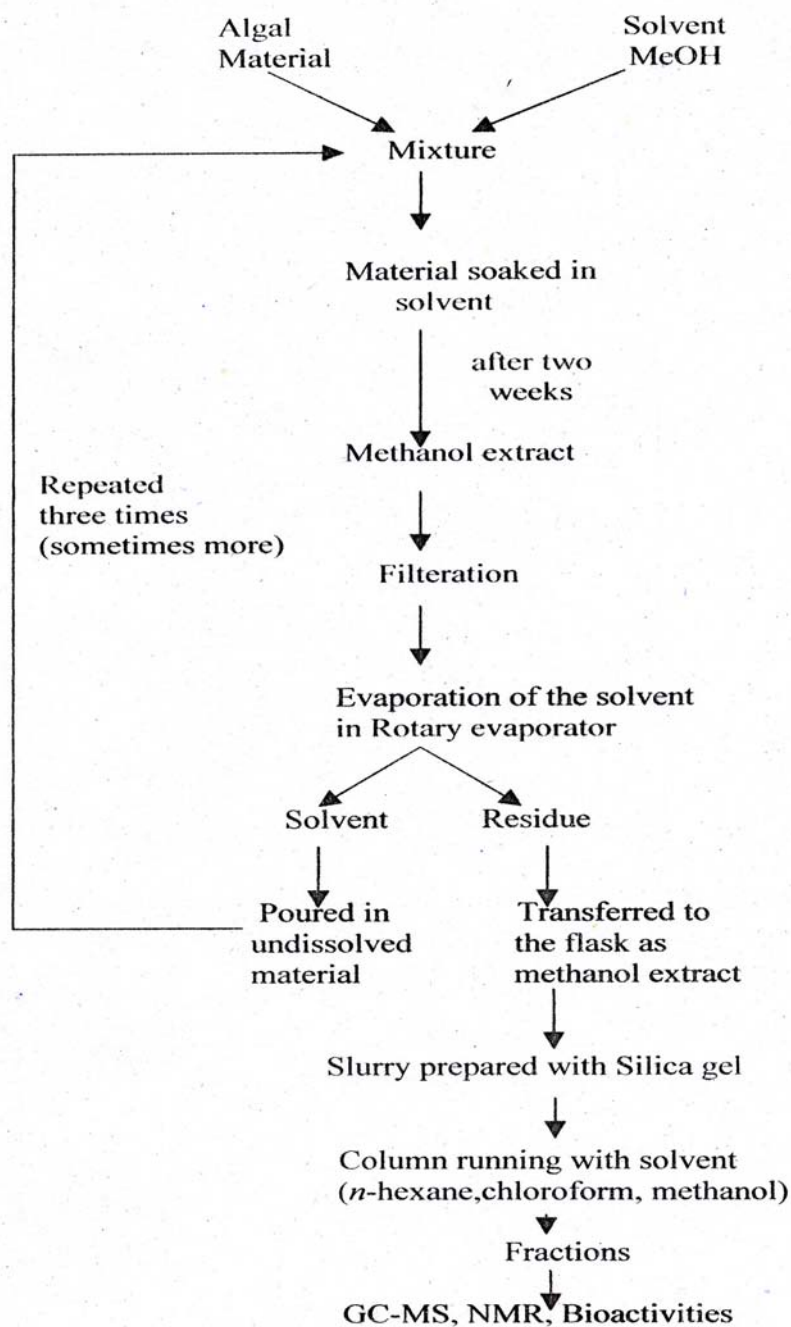 Algal
Material
Solvent
MeOH
Mixture
Material soaked in
solvent
after two
weeks
Methanol extract
Repeated
three times
(sometimes more)
Filteration
Evaporation of the solvent
in Rotary evaporator
Solvent
Residue
Poured in
undissolved
material
Transferred to
the flask as
methanol extract
Slurry prepared with Silica gel
Column running with solvent
(n-hexane,chloroform, methanol)
Fractions
GC-MS, NMR, Bioactivities